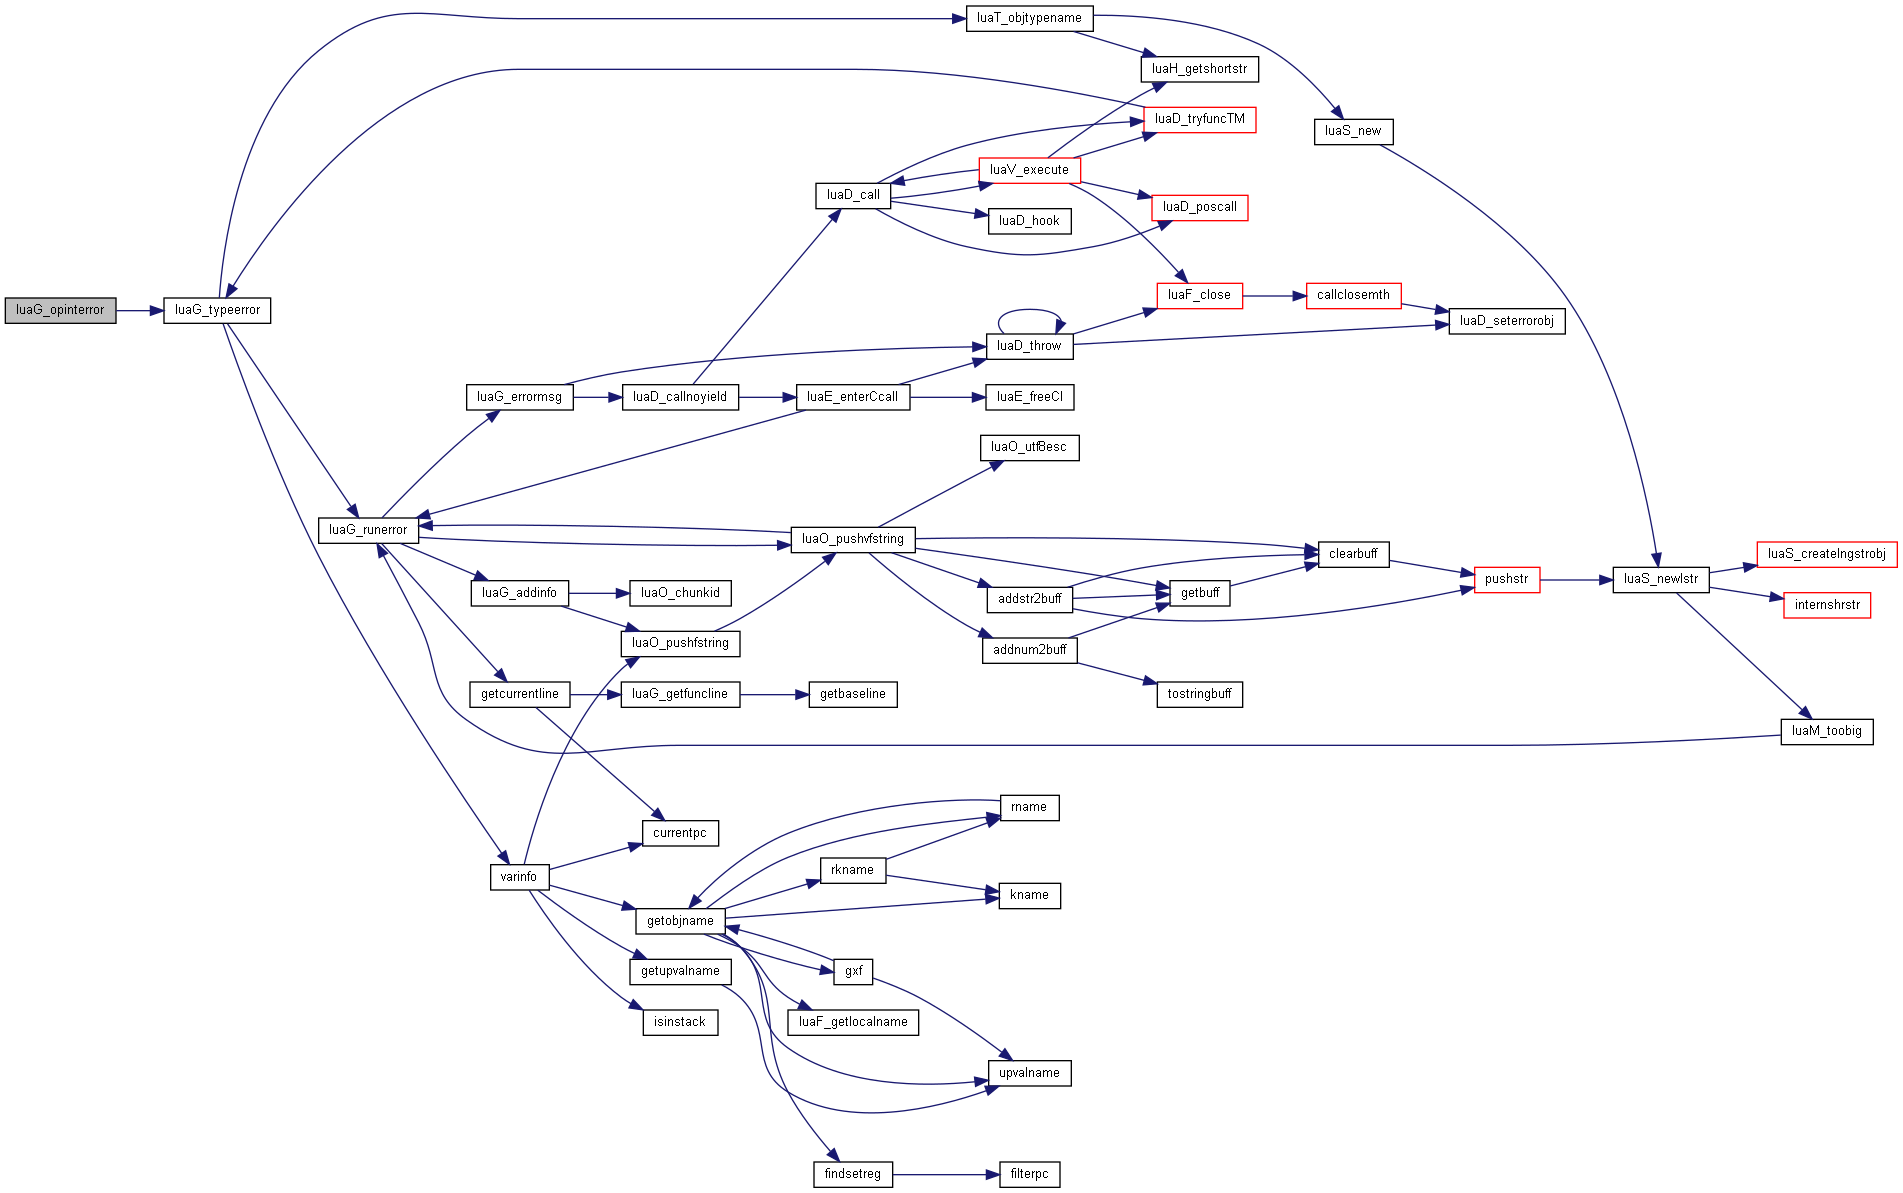 luaT_objtypename
luaH_getshortstr
luaD_tryfuncTM
luaS_new
luaV_execute
luaD_call
luaD_poscall
luaD_hook
luaF_close
callclosemth
luaG_opinterror
luaG_typeerror
luaD_seterrorobj
luaD_throw
luaG_errormsg
luaD_callnoyield
luaE_enterCcall
luaE_freeCI
luaO_utf8esc
luaG_runerror
luaO_pushvfstring
clearbuff
luaS_createlngstrobj
pushstr
luaS_newlstr
luaG_addinfo
luaO_chunkid
addstr2buff
getbuff
internshrstr
luaO_pushfstring
addnum2buff
getcurrentline
luaG_getfuncline
getbaseline
tostringbuff
luaM_toobig
rname
currentpc
varinfo
rkname
kname
getobjname
getupvalname
gxf
isinstack
luaF_getlocalname
upvalname
findsetreg
filterpc